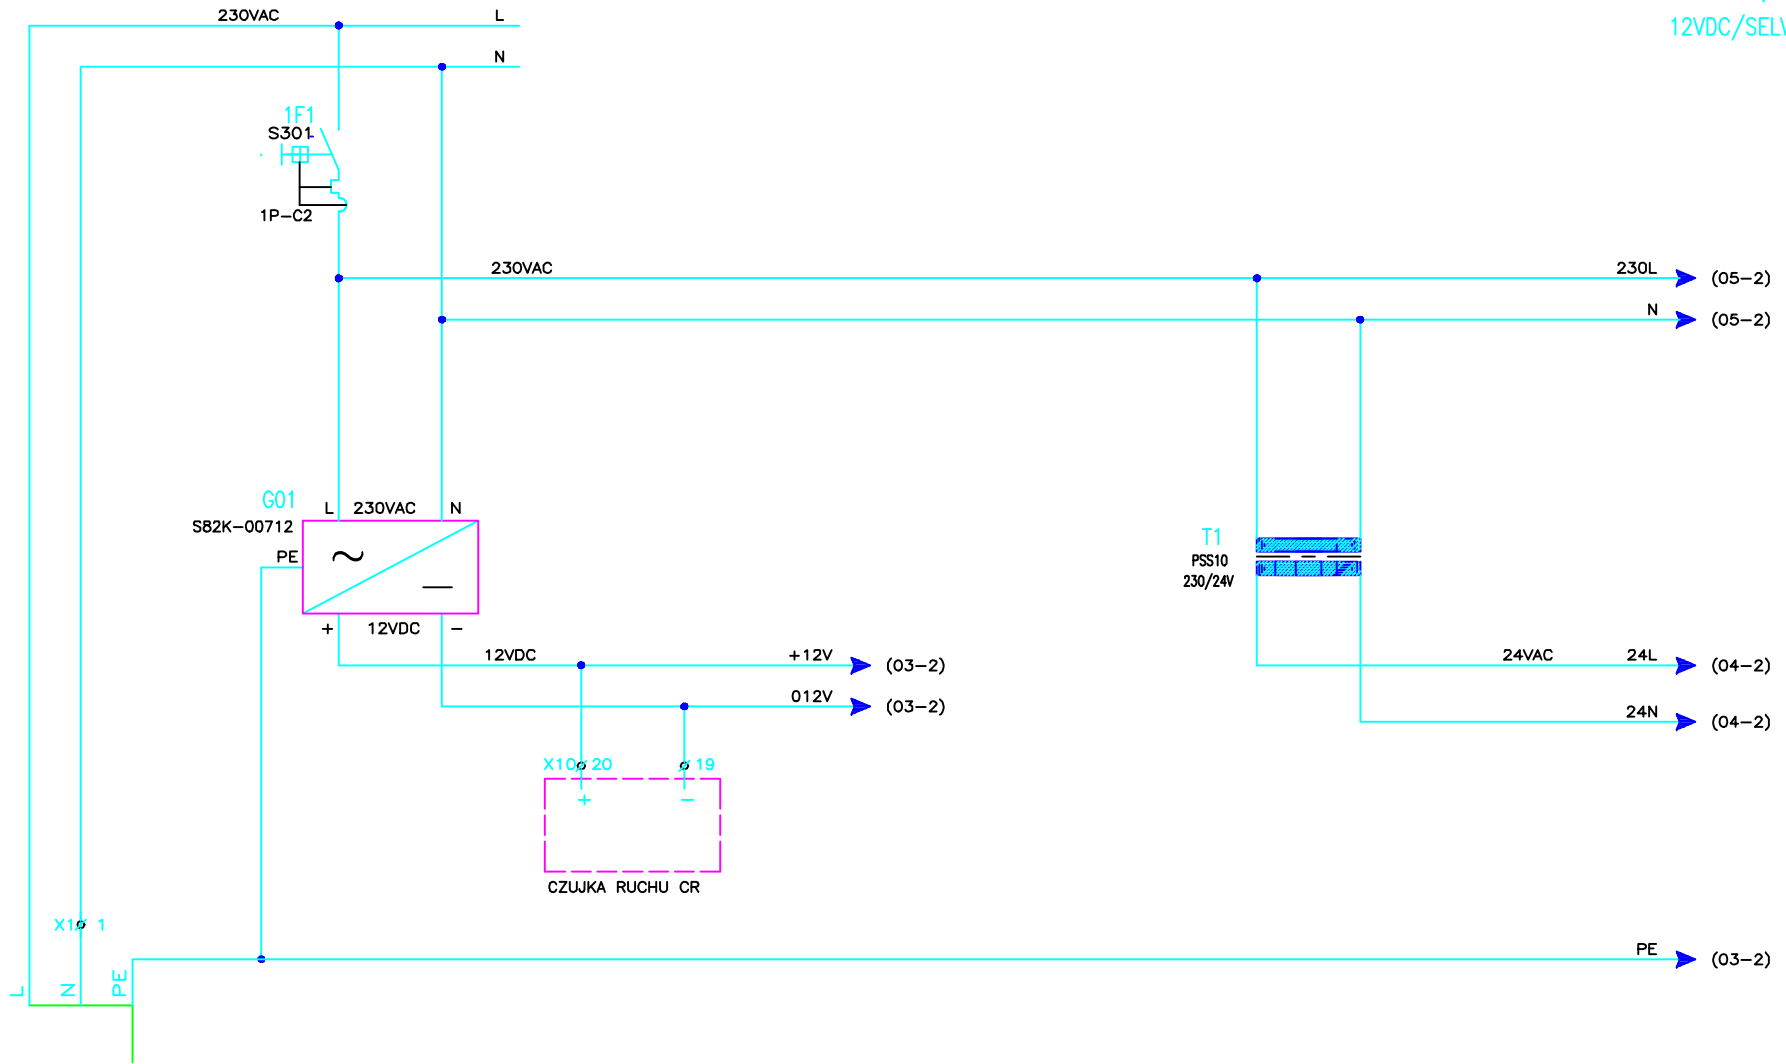 230VAC L
12VDC/SEL
N
1F1
S301
1P-C2
230VAC 230L (05-2)
N (05-2)
G01 L 230VAC N
S82K-00712
PE
T1
PSS10
230/24V
+ 12VDC -
12VDC +12V (03-2)
24VAC 24L (04-2)
012V (03-2)
24N (04-2)
X10 20 19
+ -
CZUJKA RUCHU CR
X1 1
PE (03-2)
L N PE